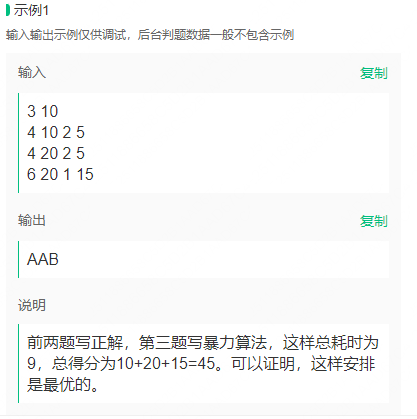 示例1
输入输出示例仅供调试，后台判题数据一般不包含示例
输入
复制
3 10
4 10 2 5
4 20 2 5
6 20 1 15
输出
复制
AAB
说明
前两题写正解，第三题写暴力算法，这样总耗时为
9，总得分为10+20+15=45。可以证明，这样安排
是最优的。